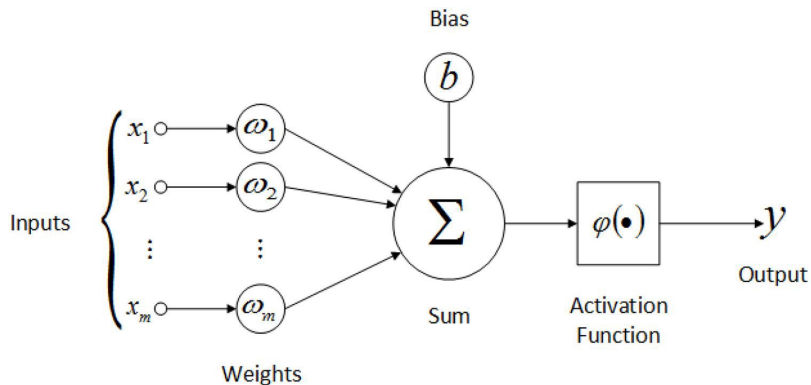 Bias
b
x₁ ω₁
x₂ ω₂
Inputs ⋮ ⋮ Σ φ(•) y
Output
xₘ ωₘ
Sum
Activation
Function
Weights